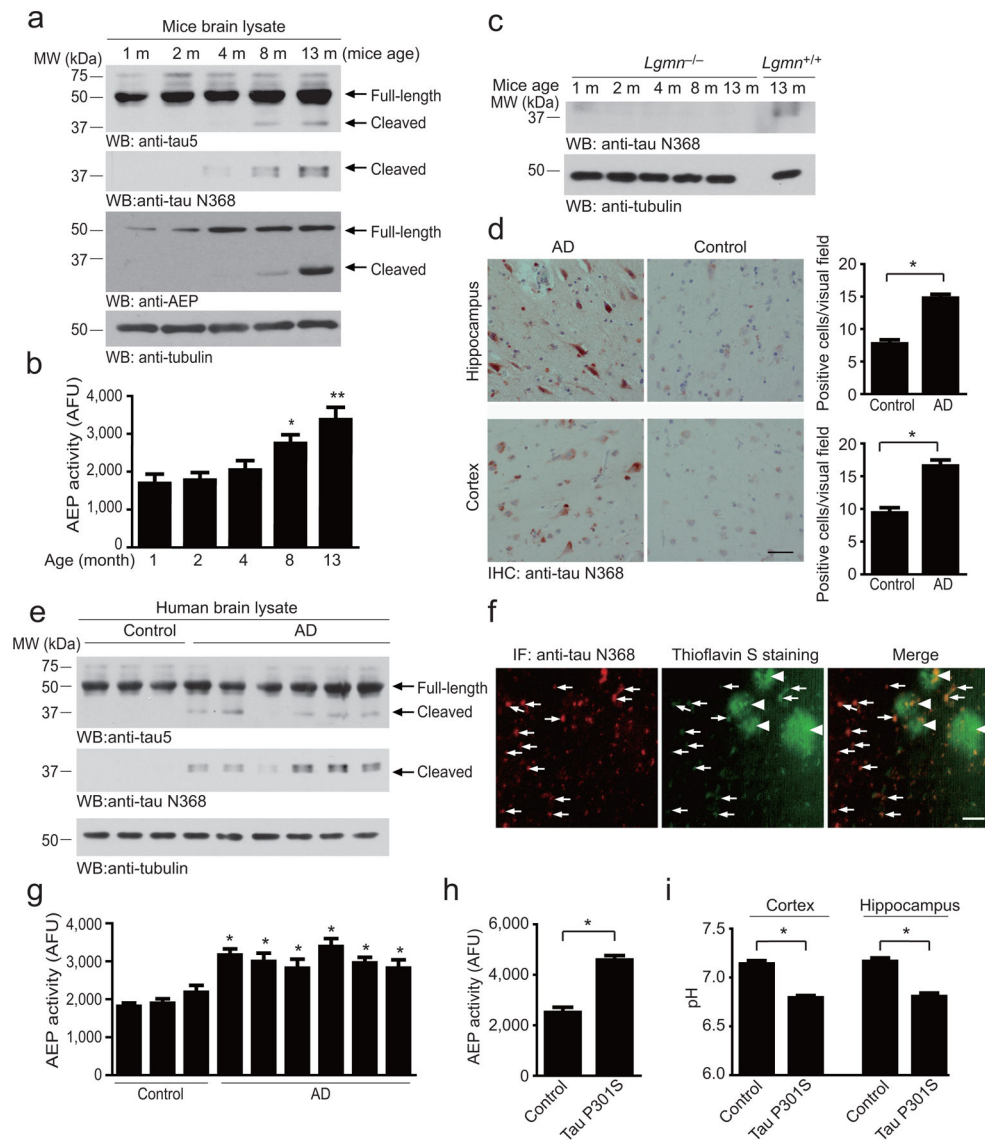 a
Mice brain lysate
MW (kDa) 1 m 2 m 4 m 8 m 13 m (mice age)
75
50 Full-length
37 Cleaved
WB: anti-tau5
37 Cleaved
WB:anti-tau N368
50 Full-length
37
Cleaved
WB: anti-AEP
50
WB: anti-tubulin
b
AEP activity (AFU)
4,000
3,000
2,000
1,000
0
* **
Age (month) 1 2 4 8 13
c
Lgmn–/– Lgmn+/+
Mice age 1 m 2 m 4 m 8 m 13 m 13 m
MW (kDa)
37
WB: anti-tau N368
50
WB: anti-tubulin
d
AD Control
Hippocampus
Cortex
IHC: anti-tau N368
Positive cells/visual field
20
15
10
5
0
*
Control AD
Positive cells/visual field
20
15
10
5
0
*
Control AD
e
Human brain lysate
Control AD
MW (kDa)
75
50 Full-length
37 Cleaved
WB:anti-tau5
37 Cleaved
WB:anti-tau N368
50
WB:anti-tubulin
f
IF: anti-tau N368 Thioflavin S staining Merge
g
AEP activity (AFU)
4,000
3,000
2,000
1,000
0
* * * * * *
Control AD
h
AEP activity (AFU)
6,000
4,000
2,000
0
*
Control Tau P301S
i
Cortex Hippocampus
pH
7.5
7.0
6.5
6.0
* *
Control Tau P301S Control Tau P301S